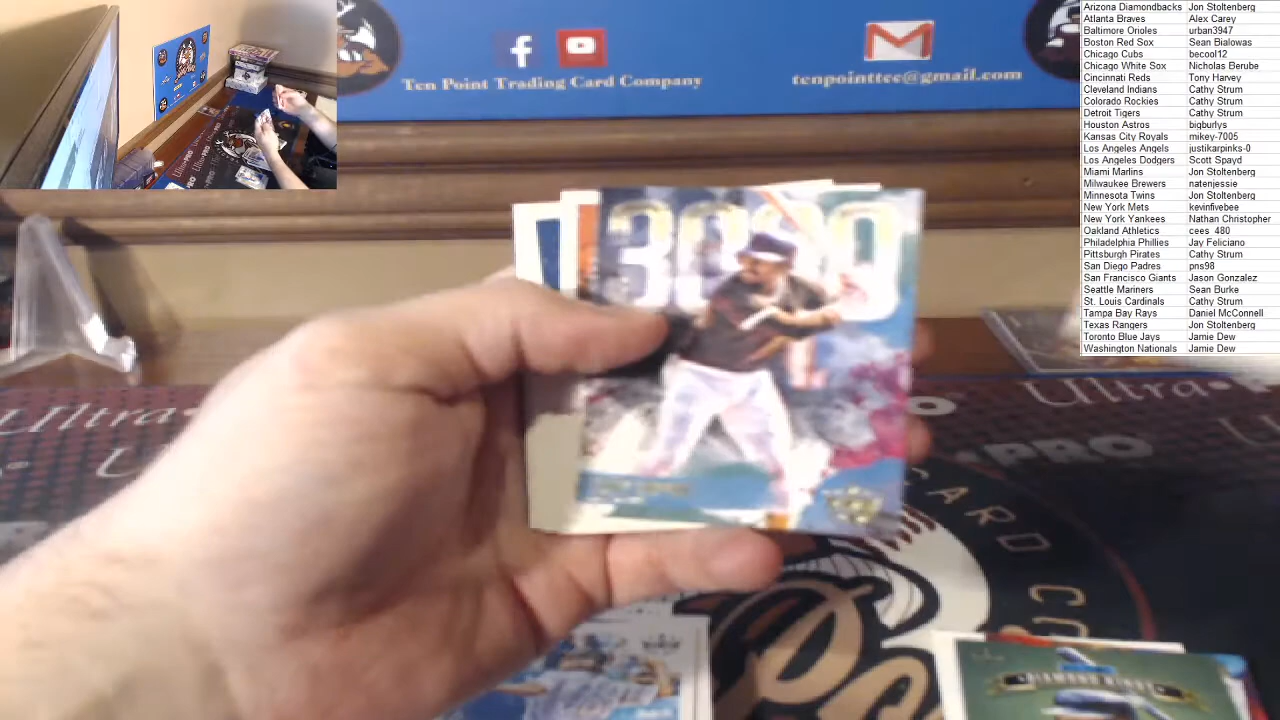 Ten Point Trading Card Company
tenpointtcc@gmail.com
Arizona Diamondbacks Jon Stoltenberg
Atlanta Braves Alex Carey
Baltimore Orioles urban3947
Boston Red Sox Sean Bialowas
Chicago Cubs becool12
Chicago White Sox Nicholas Berube
Cincinnati Reds Tony Harvey
Cleveland Indians Cathy Strum
Colorado Rockies Cathy Strum
Detroit Tigers Cathy Strum
Houston Astros bigburlys
Kansas City Royals mikey-7005
Los Angeles Angels justikarpinks-0
Los Angeles Dodgers Scott Spayd
Miami Marlins Jon Stoltenberg
Milwaukee Brewers natenjessie
Minnesota Twins Jon Stoltenberg
New York Mets kevinfivebee
New York Yankees Nathan Christopher
Oakland Athletics cees_480
Philadelphia Phillies Jay Feliciano
Pittsburgh Pirates Cathy Strum
San Diego Padres pns98
San Francisco Giants Jason Gonzalez
Seattle Mariners Sean Burke
St. Louis Cardinals Cathy Strum
Tampa Bay Rays Daniel McConnell
Texas Rangers Jon Stoltenberg
Toronto Blue Jays Jamie Dew
Washington Nationals Jamie Dew
Ultra
Ultra
PRO
CARD CO
DIAMOND KINGS